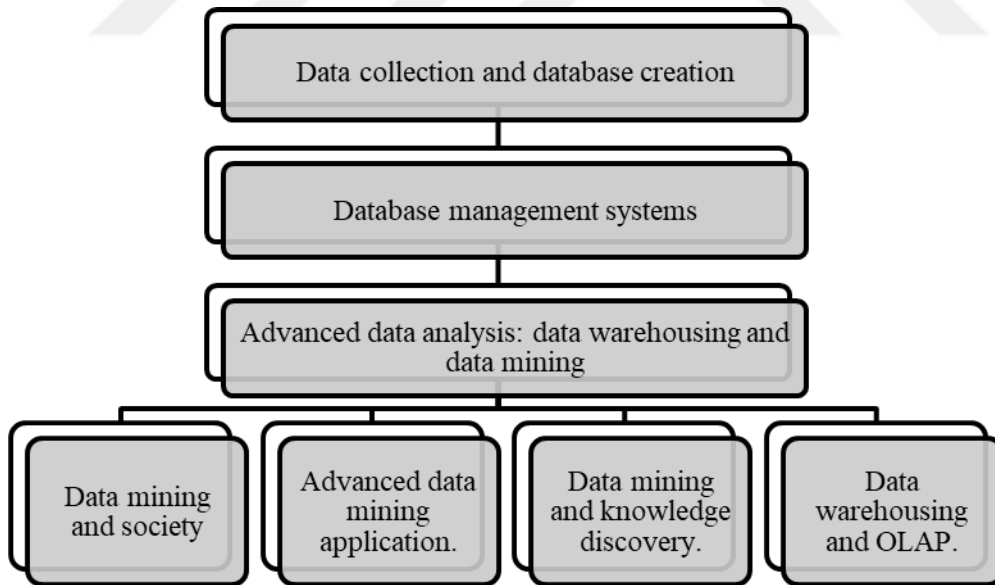 Data collection and database creation
Database management systems
Advanced data analysis: data warehousing and
data mining
Data mining
and society
Advanced data
mining
application.
Data mining
and knowledge
discovery.
Data
warehousing
and OLAP.